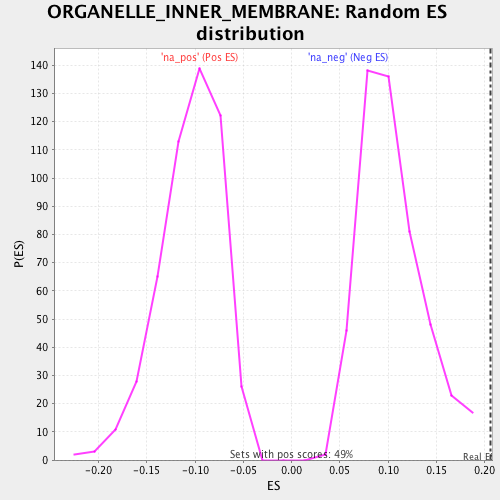 ORGANELLE_INNER_MEMBRANE: Random ES
distribution
'na_pos' (Pos ES) 'na_neg' (Neg ES)
140
130
120
110
100
90
80
70
60
50
40
30
20
10
0
P(ES)
Sets with pos scores: 49%
Real ES
-0.20 -0.15 -0.10 -0.05 0.00 0.05 0.10 0.15 0.20
ES